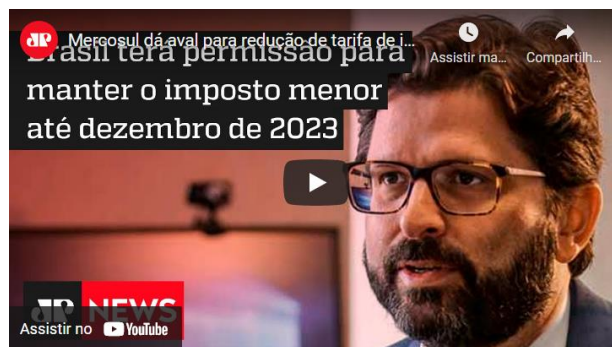 JP
Mercosul dá aval para redução de tarifa de i...
Assistir ma...
Compartilh...
Brasil terá permissão para
manter o imposto menor
até dezembro de 2023
JP NEWS
Assistir no YouTube